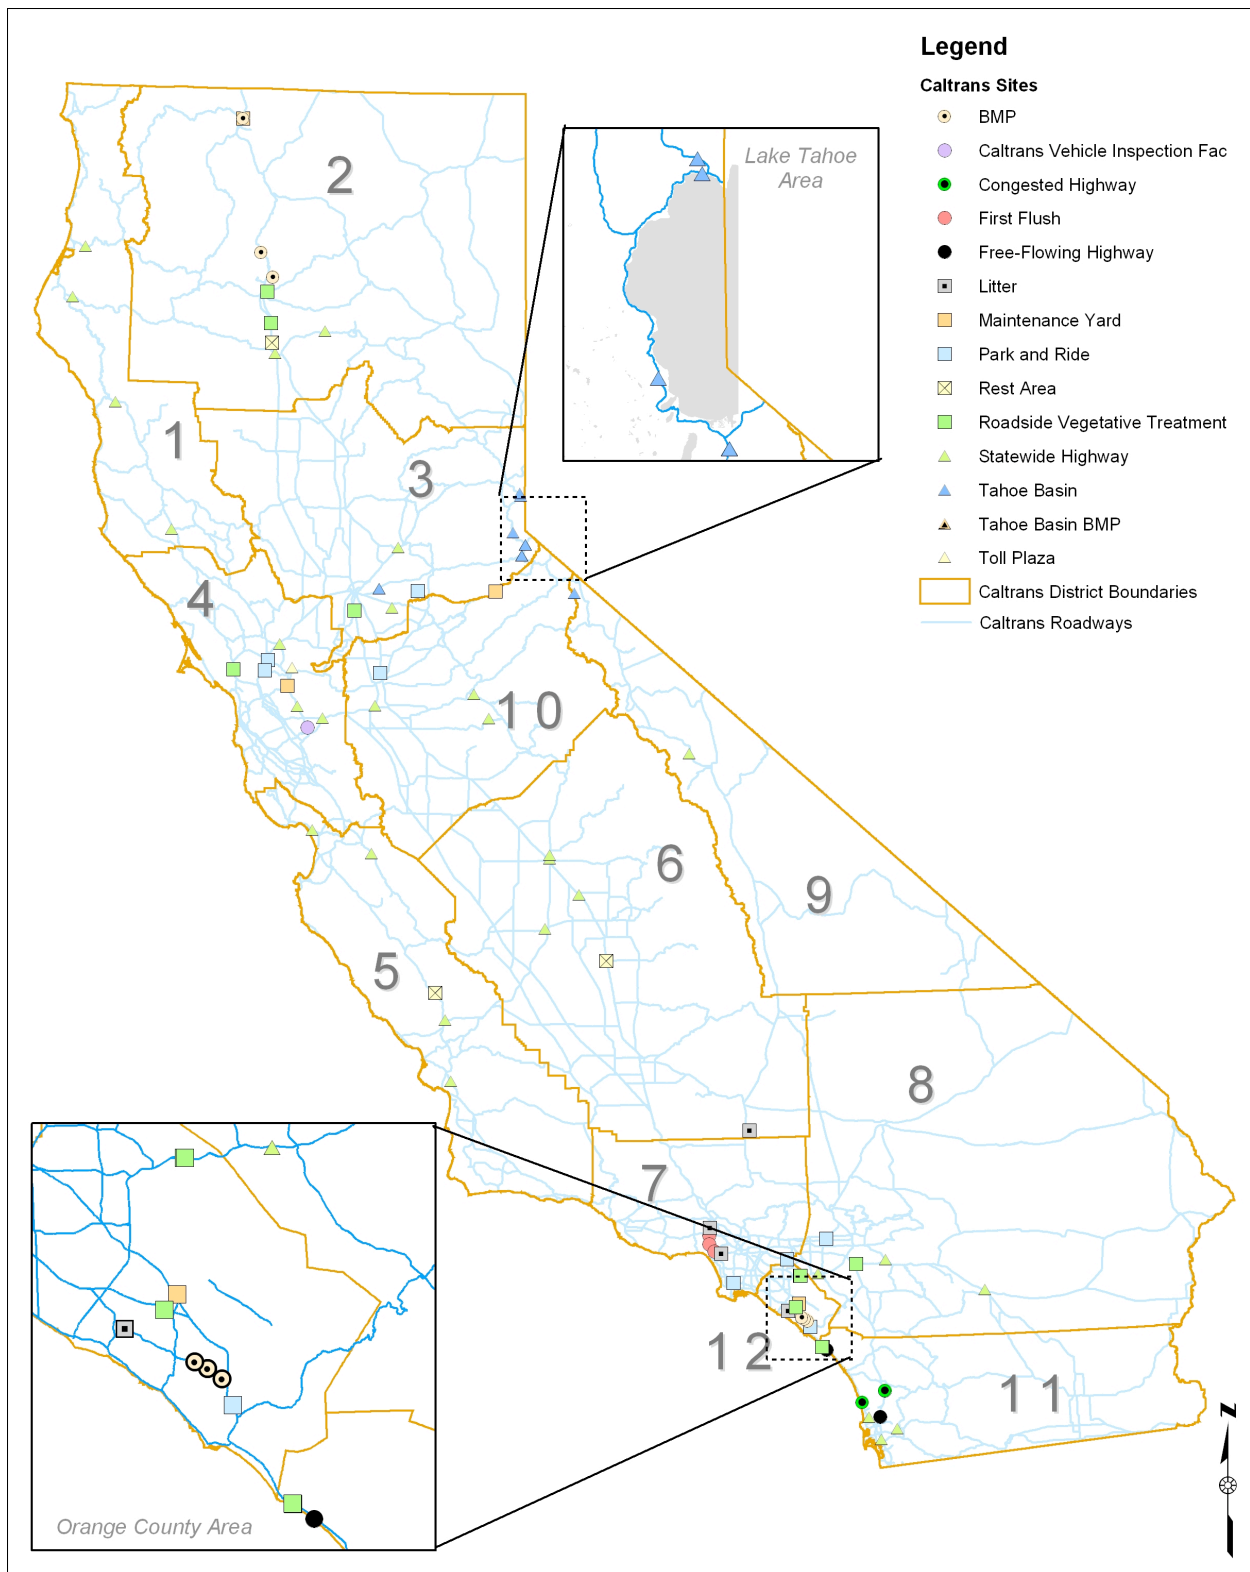 Legend
Caltrans Sites
BMP
Caltrans Vehicle Inspection Fac
Congested Highway
First Flush
Free-Flowing Highway
Litter
Maintenance Yard
Park and Ride
Rest Area
Roadside Vegetative Treatment
Statewide Highway
Tahoe Basin
Tahoe Basin BMP
Toll Plaza
Caltrans District Boundaries
Caltrans Roadways
Lake Tahoe
Area
2
1
3
4
10
6
9
5
8
7
12
11
Orange County Area
N